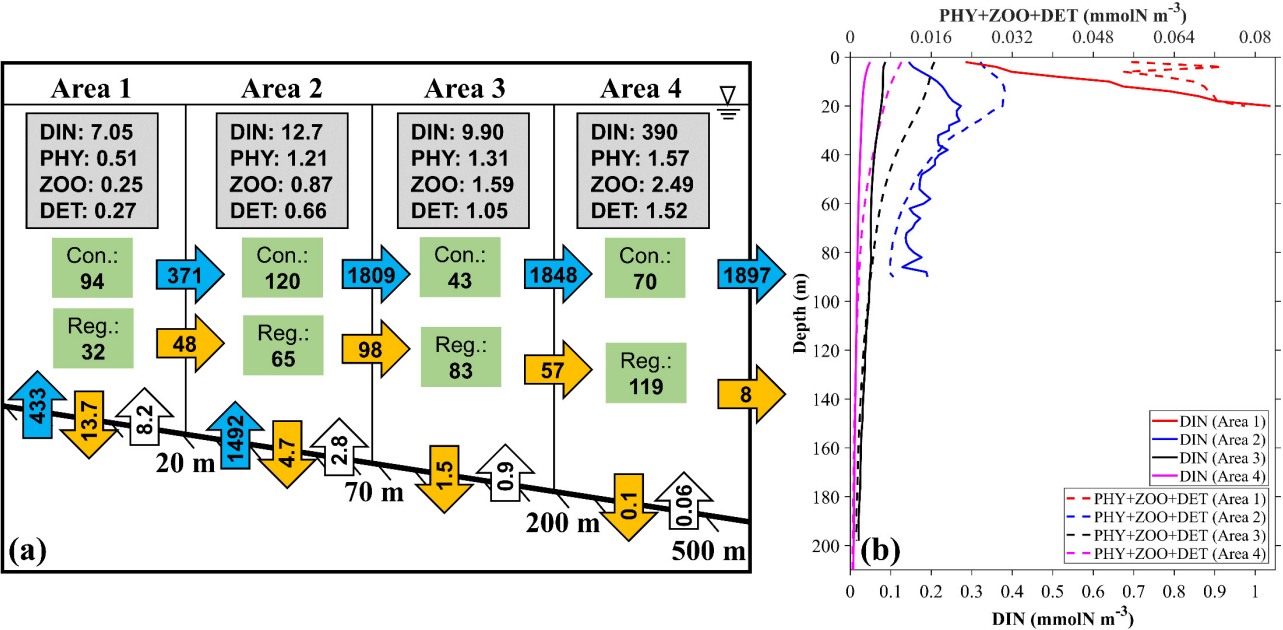 Area 1
Area 2
Area 3
Area 4
DIN: 7.05
PHY: 0.51
ZOO: 0.25
DET: 0.27
DIN: 12.7
PHY: 1.21
ZOO: 0.87
DET: 0.66
DIN: 9.90
PHY: 1.31
ZOO: 1.59
DET: 1.05
DIN: 390
PHY: 1.57
ZOO: 2.49
DET: 1.52
Con.:
94
371
Con.:
120
1809
Con.:
43
1848
Con.:
70
1897
Reg.:
32
48
Reg.:
65
98
Reg.:
83
57
Reg.:
119
8
433
13.7
8.2
20 m
1492
4.7
2.8
70 m
1.5
0.9
200 m
0.1
0.06
500 m
(a)
PHY+ZOO+DET (mmolN m-3)
0 0.016 0.032 0.048 0.064 0.08
0
20
40
60
80
100
120
140
160
180
200
Depth (m)
DIN (Area 1)
DIN (Area 2)
DIN (Area 3)
DIN (Area 4)
PHY+ZOO+DET (Area 1)
PHY+ZOO+DET (Area 2)
PHY+ZOO+DET (Area 3)
PHY+ZOO+DET (Area 4)
(b)
0 0.1 0.2 0.3 0.4 0.5 0.6 0.7 0.8 0.9 1
DIN (mmolN m-3)